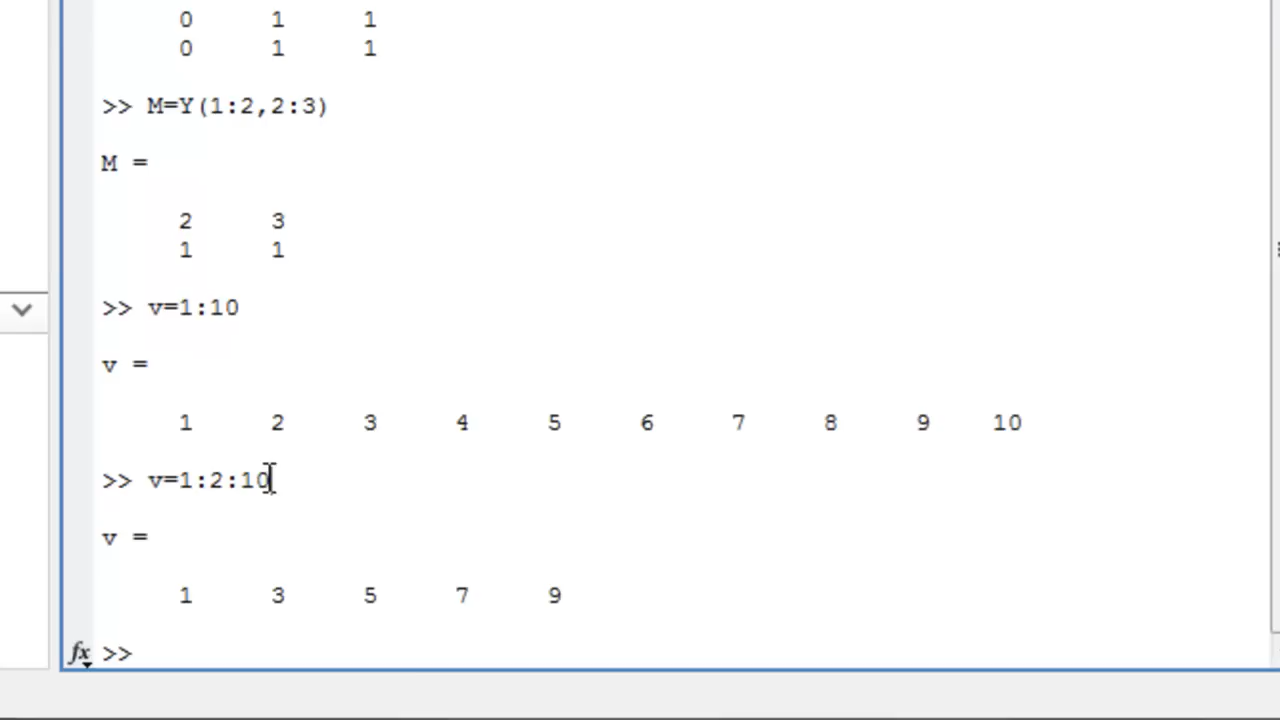 0 1 1
0 1 1
>> M=Y(1:2,2:3)
M =
2 3
1 1
>> v=1:10
v =
1 2 3 4 5 6 7 8 9 10
>> v=1:2:10
v =
1 3 5 7 9
fx >>